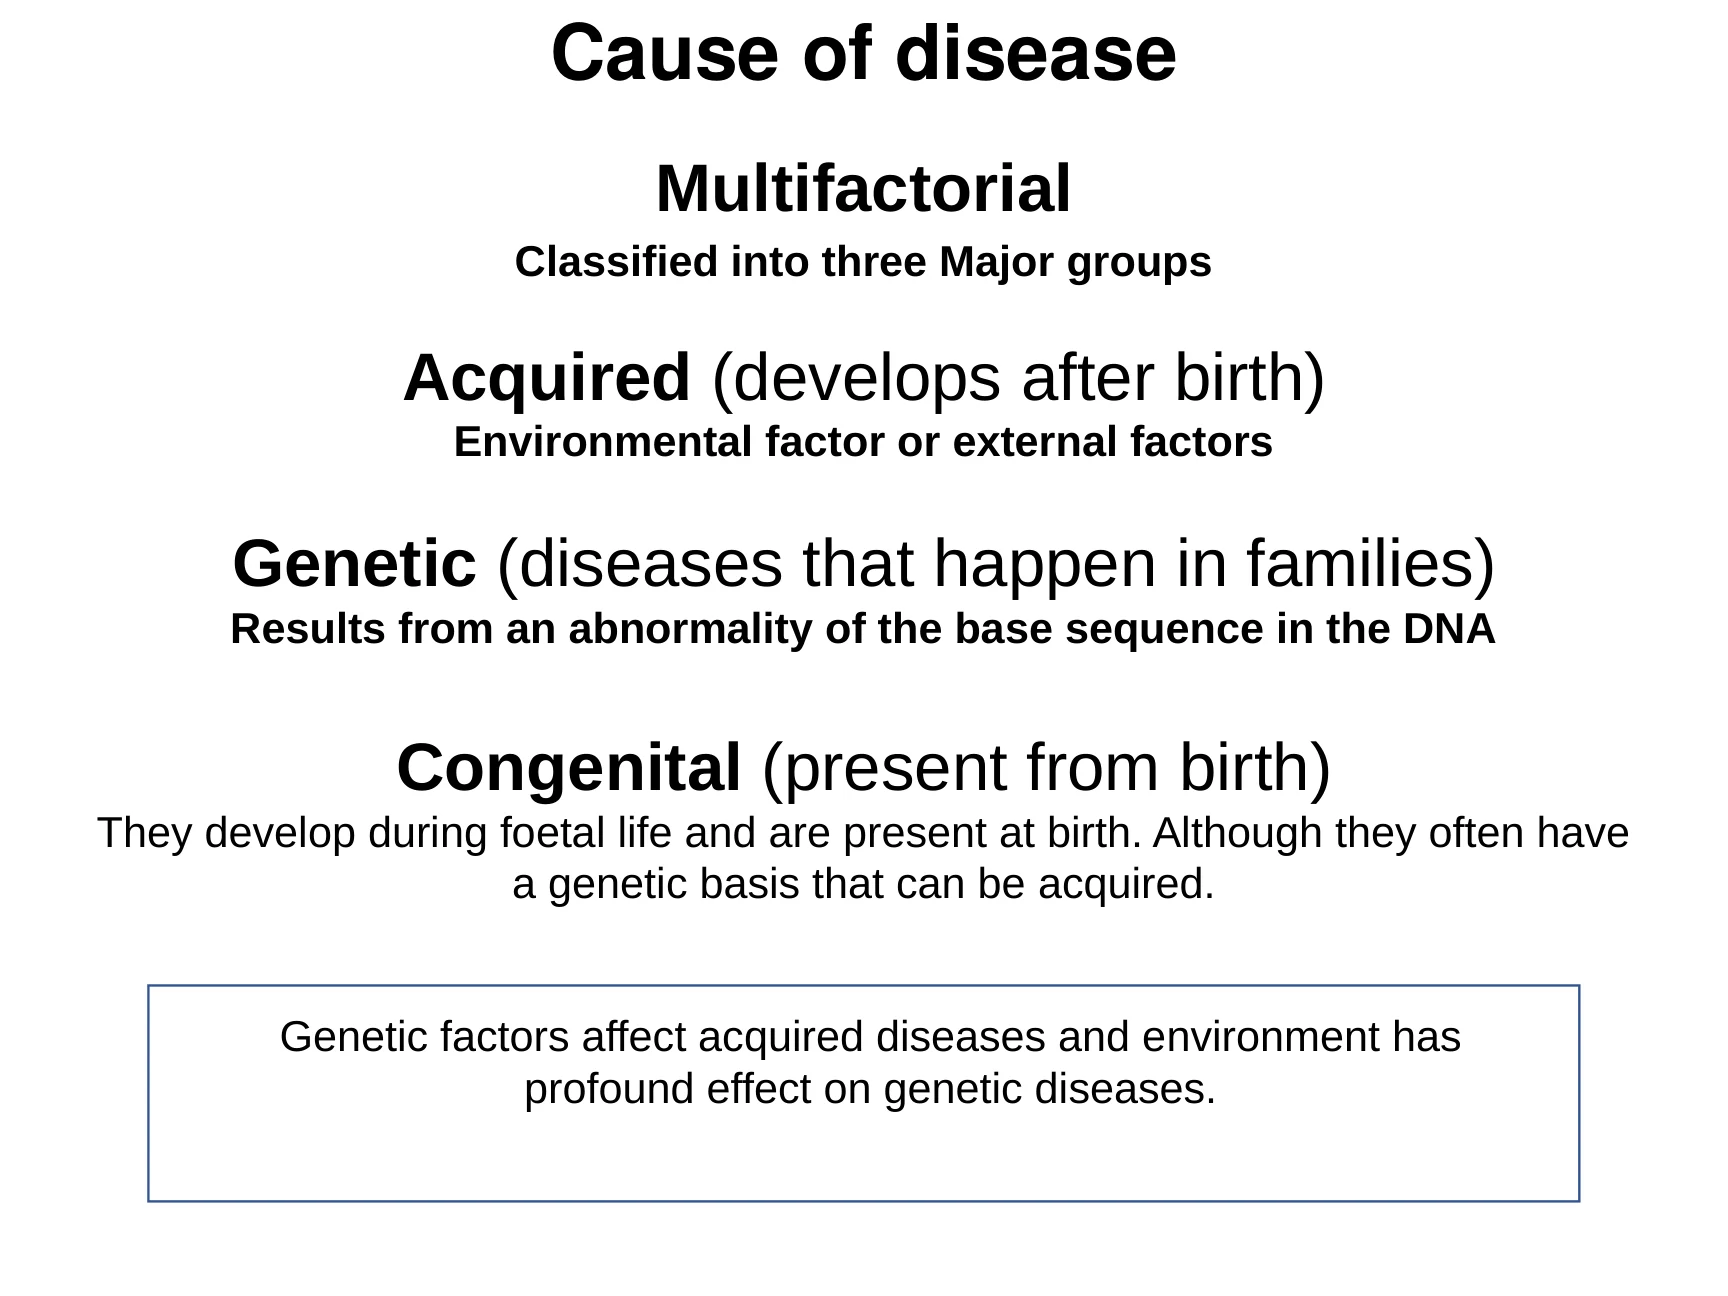 Cause of disease
Multifactorial
Classified into three Major groups
Acquired (develops after birth)
Environmental factor or external factors
Genetic (diseases that happen in families)
Results from an abnormality of the base sequence in the DNA
Congenital (present from birth)
They develop during foetal life and are present at birth. Although they often have
a genetic basis that can be acquired.
Genetic factors affect acquired diseases and environment has
profound effect on genetic diseases.